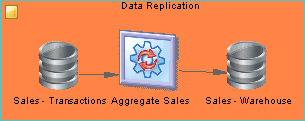 Data Replication
Sales - Transactions
Aggregate Sales
Sales - Warehouse